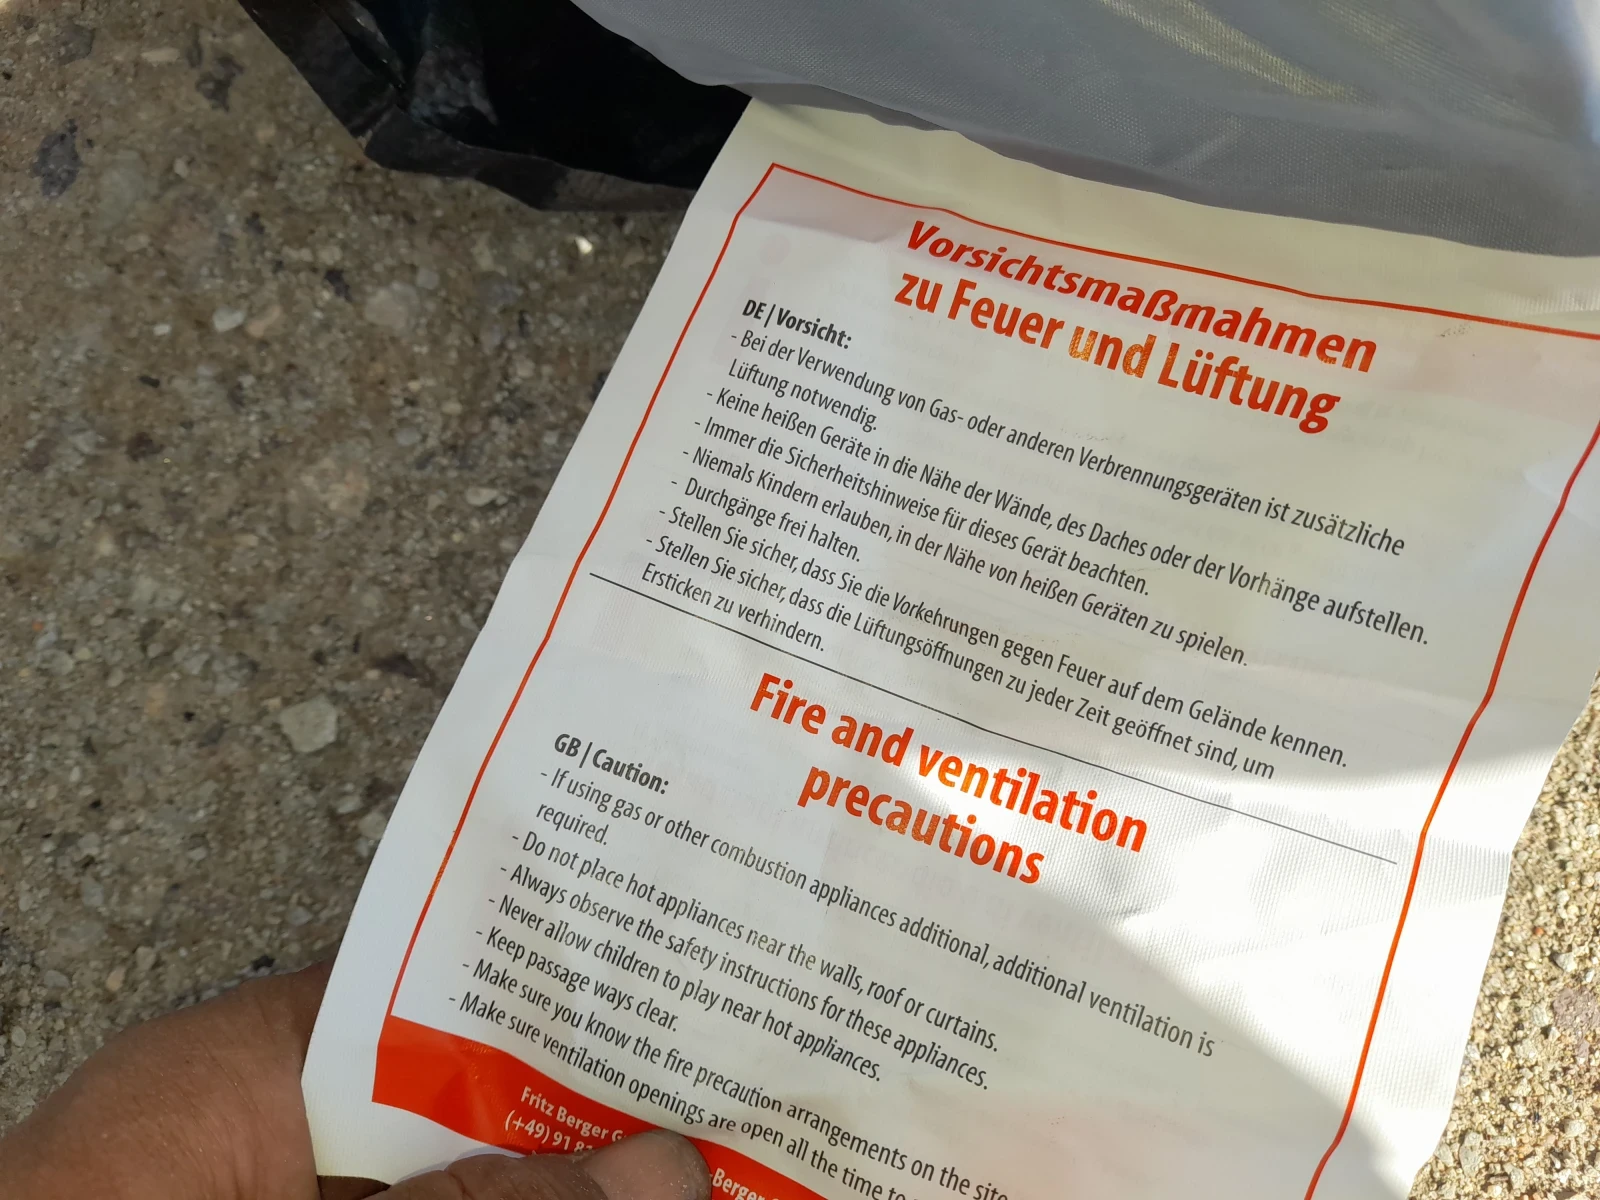 Vorsichtsmaßmahmen
zu Feuer und Lüftung
DE | Vorsicht:
- Bei der Verwendung von Gas- oder anderen Verbrennungsgeräten ist zusätzliche
Lüftung notwendig.
- Keine heißen Geräte in die Nähe der Wände, des Daches oder der Vorhänge aufstellen.
- Immer die Sicherheitshinweise für dieses Gerät beachten.
- Niemals Kindern erlauben, in der Nähe von heißen Geräten zu spielen.
- Durchgänge frei halten.
- Stellen Sie sicher, dass Sie die Vorkehrungen gegen Feuer auf dem Gelände kennen.
- Stellen Sie sicher, dass die Lüftungsöffnungen zu jeder Zeit geöffnet sind, um
Ersticken zu verhindern.
Fire and ventilation
precautions
GB | Caution:
- If using gas or other combustion appliances additional, additional ventilation is
required.
- Do not place hot appliances near the walls, roof or curtains.
- Always observe the safety instructions for these appliances.
- Never allow children to play near hot appliances.
- Keep passage ways clear.
- Make sure you know the fire precaution arrangements on the site
- Make sure ventilation openings are open all the time to
Fritz Berger
(+49) 91
-Berger